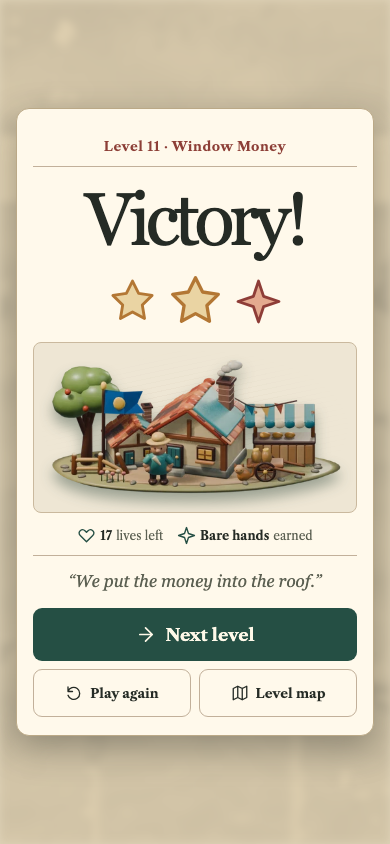 Level 11 · Window Money
Victory!
17 lives left Bare hands earned
“We put the money into the roof.”
Next level
Play again Level map